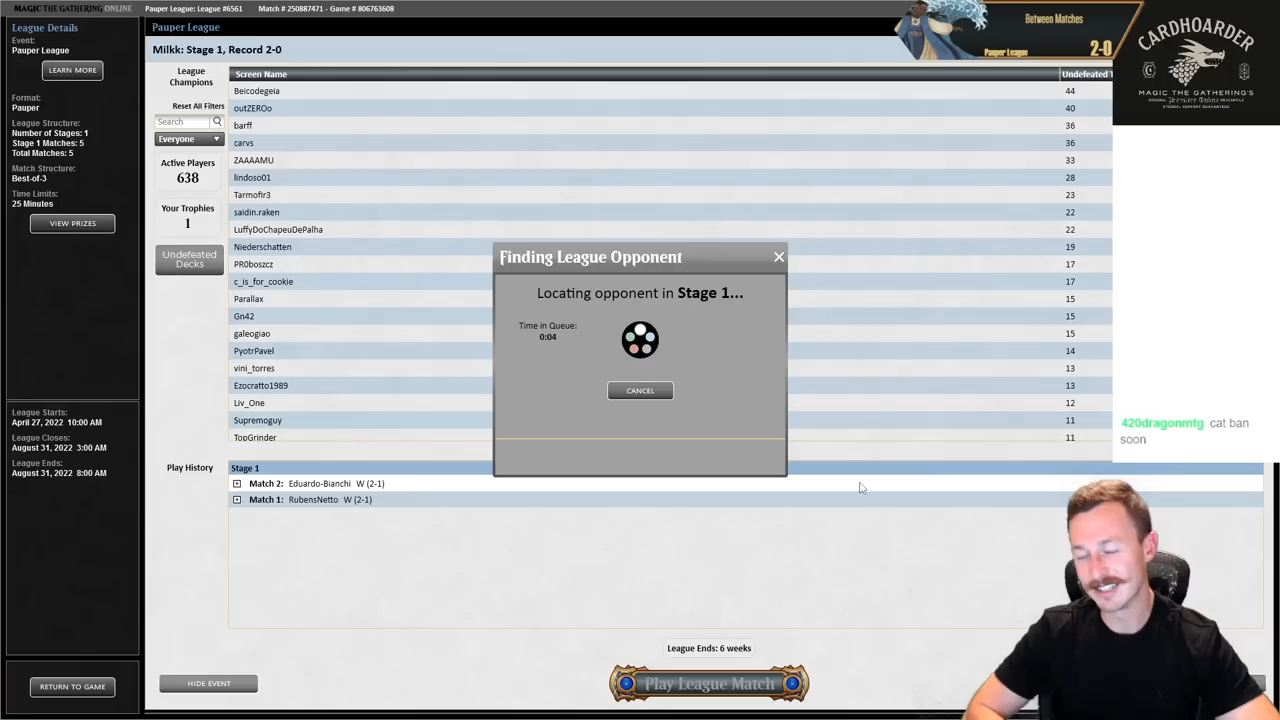 MAGIC THE GATHERING ONLINE
Pauper League: League #6561
Match # 250887471 - Game # 806763608
League Details
Event:
Pauper League
LEARN MORE
Format:
Pauper
League Structure:
Number of Stages: 1
Stage 1 Matches: 5
Total Matches: 5
Match Structure:
Best-of-3
Time Limits:
25 Minutes
VIEW PRIZES
League Starts:
April 27, 2022 10:00 AM
League Closes:
August 31, 2022 3:00 AM
League Ends:
August 31, 2022 8:00 AM
RETURN TO GAME
Pauper League
Milkk: Stage 1, Record 2-0
League
Champions
Reset All Filters
Search
Everyone
Active Players
638
Your Trophies
1
Undefeated
Decks
Screen Name
Undefeated T
Beicodegeia 44
outZEROo 40
barff 36
carvs 36
ZAAAAMU 33
lindoso01 28
Tarmofir3 23
saidin.raken 22
LuffyDoChapeuDePalha 22
Niederschatten 19
PR0boszcz 17
c_is_for_cookie 17
Parallax 15
Gn42 15
galeogiao 15
PyotrPavel 14
vini_torres 13
Ezocratto1989 13
Liv_One 12
Supremoguy 11
TopGrinder 11
Finding League Opponent
Locating opponent in Stage 1...
Time in Queue:
0:04
CANCEL
Play History
Stage 1
Match 2: Eduardo-Bianchi W (2-1)
Match 1: RubensNetto W (2-1)
League Ends: 6 weeks
HIDE EVENT
Play League Match
Between Matches
Pauper League
2-0
CARDHOARDER
MAGIC THE GATHERING'S
420dragonmtg cat ban
soon